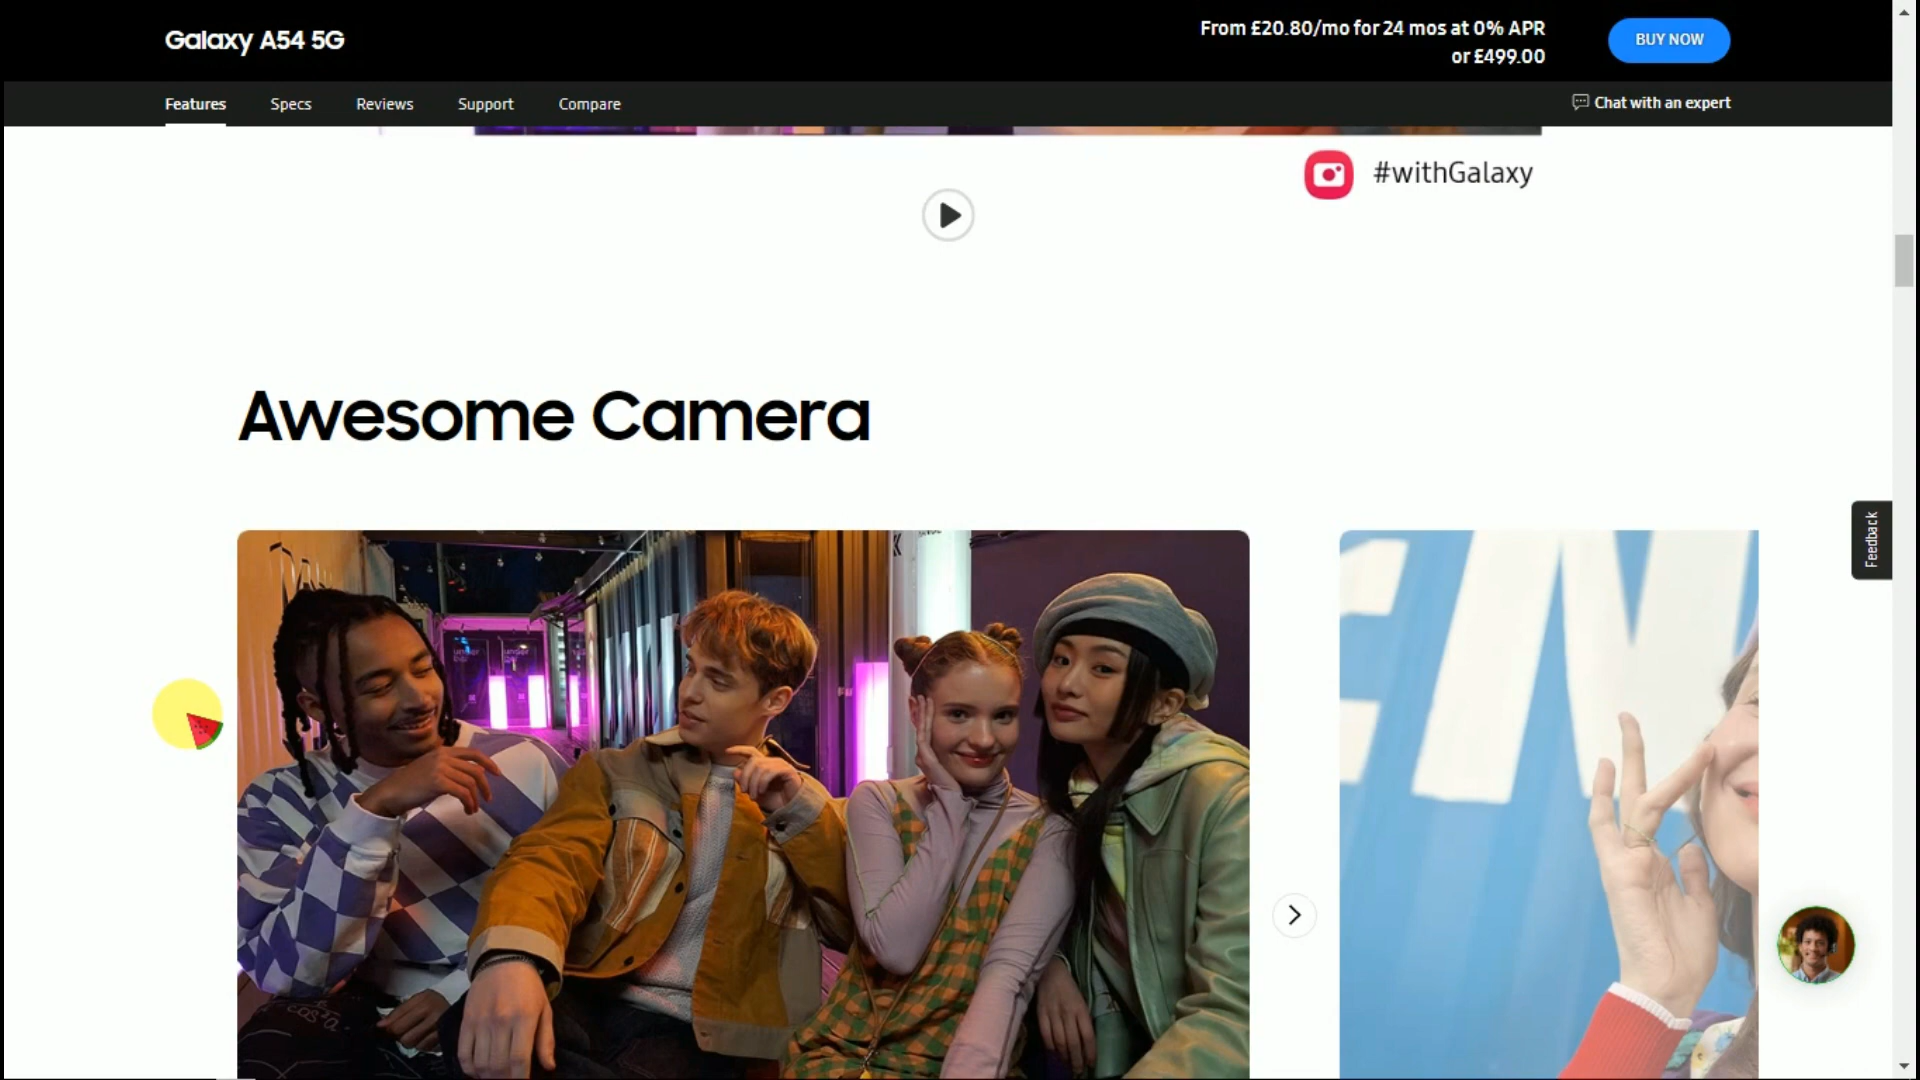 Galaxy A54 5G
From £20.80/mo for 24 mos at 0% APR
or £499.00
BUY NOW
Features
Specs
Reviews
Support
Compare
Chat with an expert
#withGalaxy
Awesome Camera
Feedback